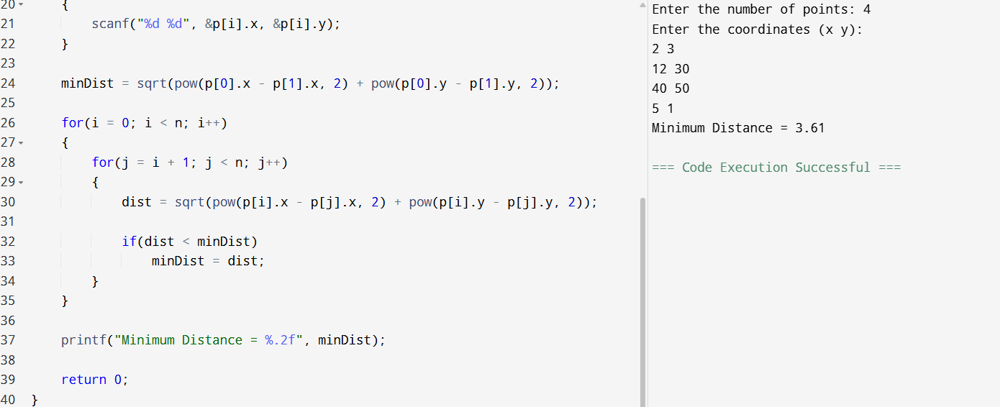 20 {
21 scanf("%d %d", &p[i].x, &p[i].y);
22 }
23
24 minDist = sqrt(pow(p[0].x - p[1].x, 2) + pow(p[0].y - p[1].y, 2));
25
26 for(i = 0; i < n; i++)
27 {
28 for(j = i + 1; j < n; j++)
29 {
30 dist = sqrt(pow(p[i].x - p[j].x, 2) + pow(p[i].y - p[j].y, 2));
31
32 if(dist < minDist)
33 minDist = dist;
34 }
35 }
36
37 printf("Minimum Distance = %.2f", minDist);
38
39 return 0;
40 }
Enter the number of points: 4
Enter the coordinates (x y):
2 3
12 30
40 50
5 1
Minimum Distance = 3.61
=== Code Execution Successful ===